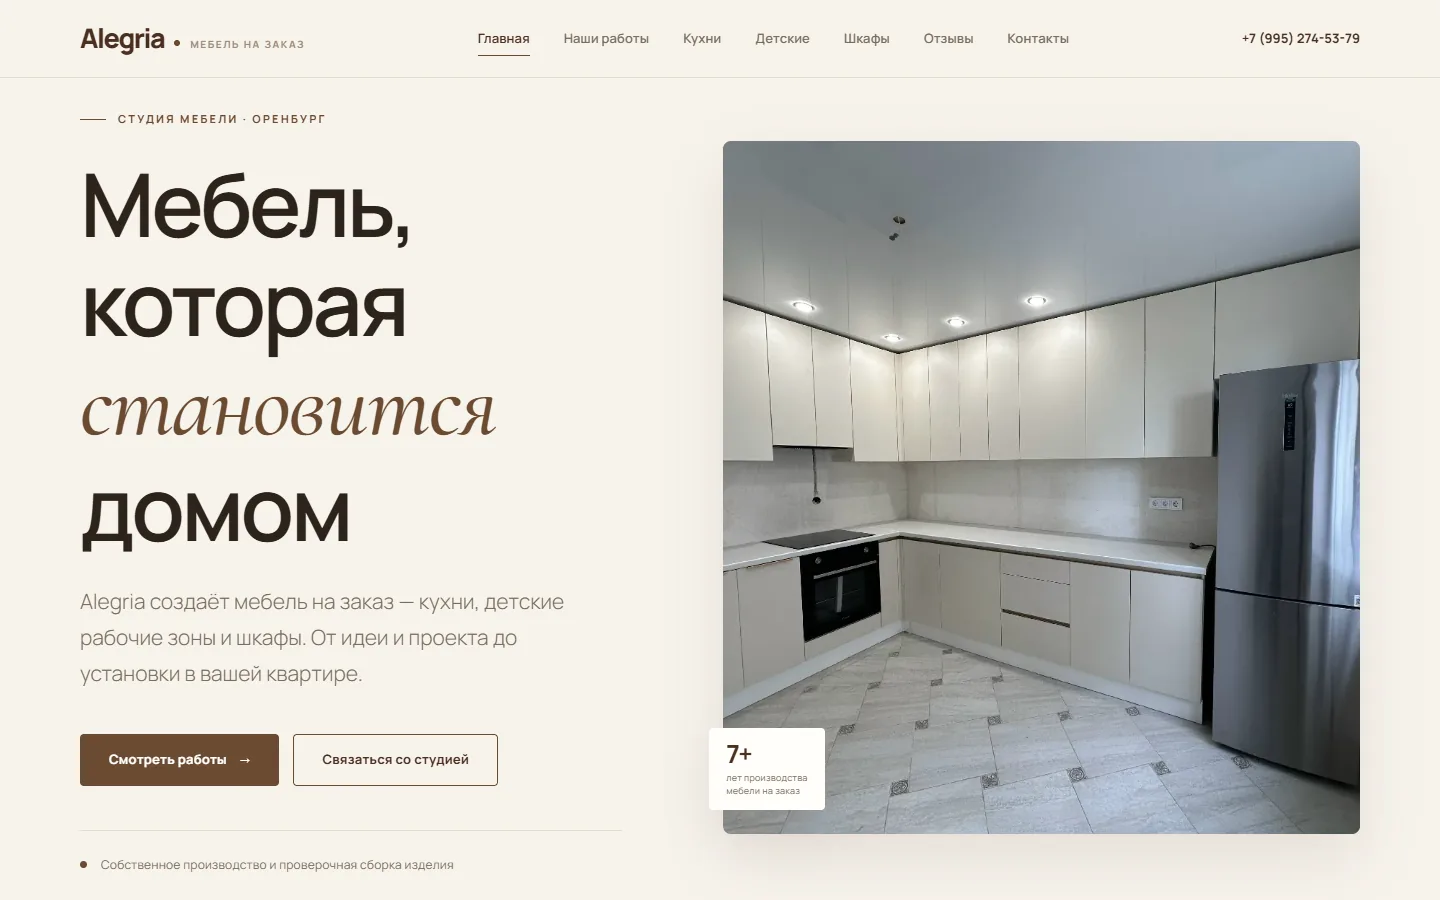 Alegria • МЕБЕЛЬ НА ЗАКАЗ
Главная Наши работы Кухни Детские Шкафы Отзывы Контакты
+7 (995) 274-53-79
СТУДИЯ МЕБЕЛИ · ОРЕНБУРГ
Мебель,
которая
становится
домом
Alegria создаёт мебель на заказ — кухни, детские
рабочие зоны и шкафы. От идеи и проекта до
установки в вашей квартире.
Смотреть работы →
Связаться со студией
7+
лет производства
мебели на заказ
Собственное производство и проверочная сборка изделия